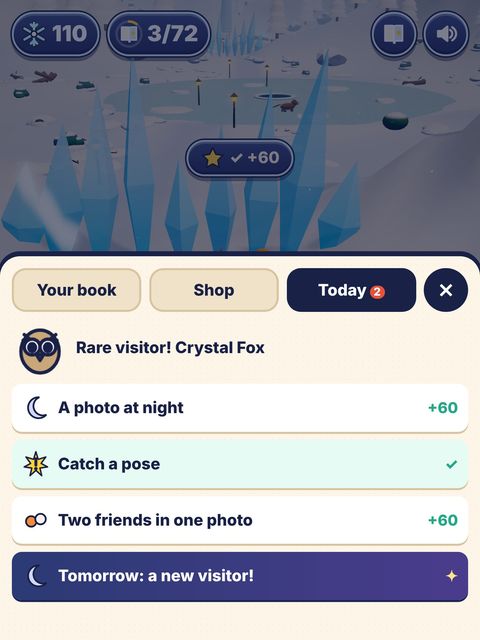 110
3/72
✓ +60
Your book
Shop
Today 2
Rare visitor! Crystal Fox
A photo at night
+60
Catch a pose
✓
Two friends in one photo
+60
Tomorrow: a new visitor!